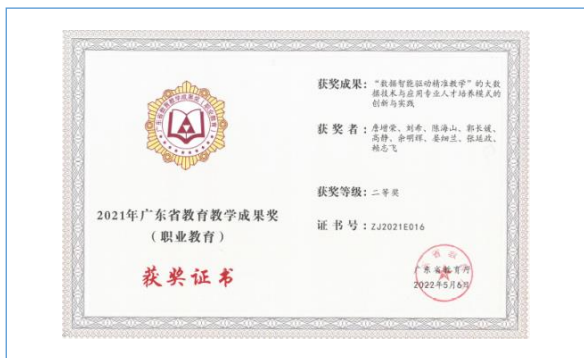 2021年广东省教育教学成果奖
（职业教育）
获奖证书
获奖成果：“数据智能驱动精准教学”的大数
据技术与应用专业人才培养模式的
创新与实践
获奖者：唐增荣、刘希、陈海山、郭长媛、
高静、余明辉、姜细兰、张延政、
杨志飞
获奖等级：二等奖
证书号：ZJ2021E016
广东省教育厅
2022年5月6日